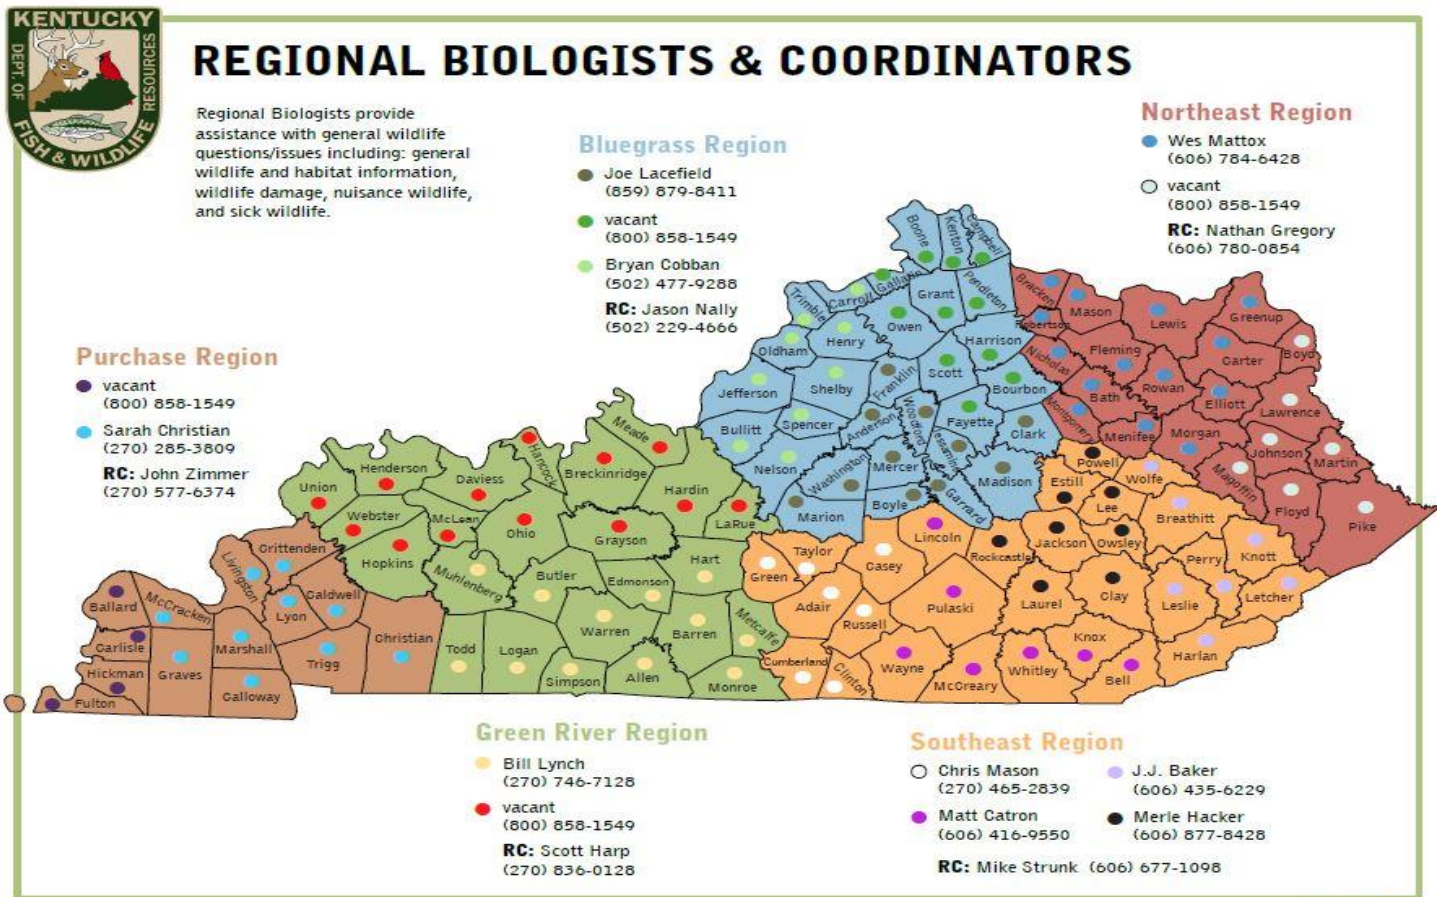 KENTUCKY
DEPT. OF
FISH & WILDLIFE
RESOURCES
REGIONAL BIOLOGISTS & COORDINATORS
Regional Biologists provide
assistance with general wildlife
questions/issues including: general
wildlife and habitat information,
wildlife damage, nuisance wildlife,
and sick wildlife.
Bluegrass Region
Joe Lacefield
(859) 879-8411
vacant
(800) 858-1549
Bryan Cobban
(502) 477-9288
RC: Jason Nally
(502) 229-4666
Northeast Region
Wes Mattox
(606) 784-6428
vacant
(800) 858-1549
RC: Nathan Gregory
(606) 780-0854
Purchase Region
vacant
(800) 858-1549
Sarah Christian
(270) 285-3809
RC: John Zimmer
(270) 577-6374
Boone
Kenton
Campbell
Trimble
Carroll
Gallatin
Grant
Pendleton
Owen
Oldham
Henry
Harrison
Jefferson
Shelby
Franklin
Scott
Bourbon
Bullitt
Spencer
Anderson
Woodford
Fayette
Clark
Nelson
Washington
Mercer
Jessamine
Madison
Marion
Boyle
Garrard
Bracken
Mason
Robertson
Lewis
Greenup
Nicholas
Fleming
Carter
Boyd
Bath
Rowan
Elliott
Lawrence
Montgomery
Menifee
Morgan
Johnson
Martin
Magoffin
Floyd
Pike
Meade
Hancock
Breckinridge
Henderson
Daviess
Union
Webster
McLean
Ohio
Hardin
LaRue
Grayson
Hopkins
Muhlenberg
Butler
Edmonson
Hart
Warren
Barren
Metcalfe
Todd
Logan
Simpson
Allen
Monroe
Crittenden
Livingston
Caldwell
Lyon
Ballard
McCracken
Carlisle
Marshall
Christian
Trigg
Hickman
Graves
Calloway
Fulton
Powell
Estill
Wolfe
Lee
Breathitt
Lincoln
Rockcastle
Jackson
Owsley
Perry
Knott
Taylor
Green
Casey
Adair
Russell
Pulaski
Laurel
Clay
Leslie
Letcher
Cumberland
Clinton
Wayne
McCreary
Whitley
Knox
Bell
Harlan
Green River Region
Bill Lynch
(270) 746-7128
vacant
(800) 858-1549
RC: Scott Harp
(270) 836-0128
Southeast Region
Chris Mason
(270) 465-2839
Matt Catron
(606) 416-9550
J.J. Baker
(606) 435-6229
Merle Hacker
(606) 877-8428
RC: Mike Strunk (606) 677-1098